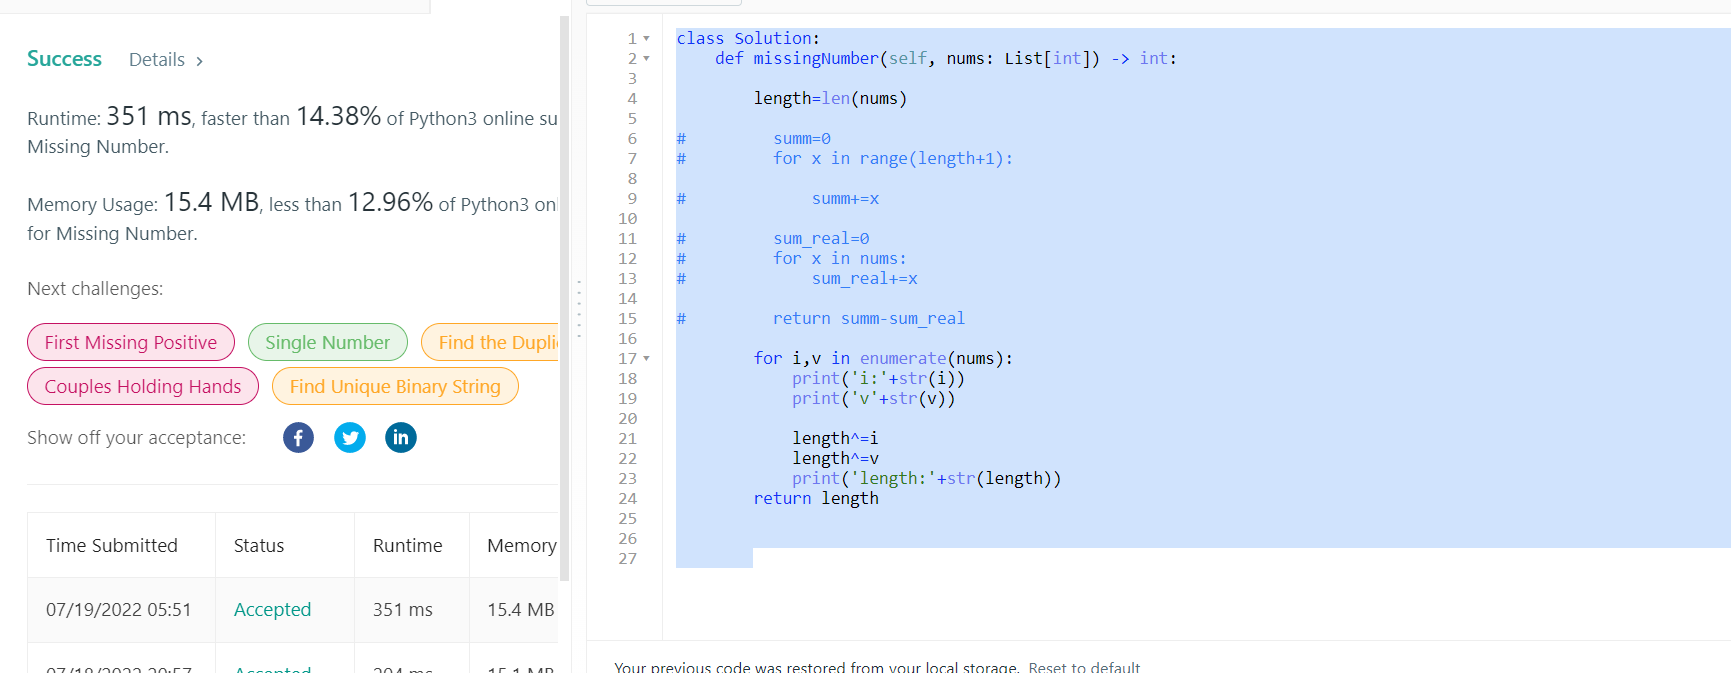 Success Details >
Runtime: 351 ms, faster than 14.38% of Python3 online su
Missing Number.
Memory Usage: 15.4 MB, less than 12.96% of Python3 onl
for Missing Number.
Next challenges:
First Missing Positive Single Number Find the Dupli
Couples Holding Hands Find Unique Binary String
Show off your acceptance:
Time Submitted Status Runtime Memory
07/19/2022 05:51 Accepted 351 ms 15.4 MB
Accepted
1 class Solution:
2     def missingNumber(self, nums: List[int]) -> int:
3
4         length=len(nums)
5
6 #         summ=0
7 #         for x in range(length+1):
8
9 #             summ+=x
10
11 #         sum_real=0
12 #         for x in nums:
13 #             sum_real+=x
14
15 #         return summ-sum_real
16
17         for i,v in enumerate(nums):
18             print('i:'+str(i))
19             print('v'+str(v))
20
21             length^=i
22             length^=v
23             print('length:'+str(length))
24         return length
25
26
27
Your previous code was restored from your local storage. Reset to default